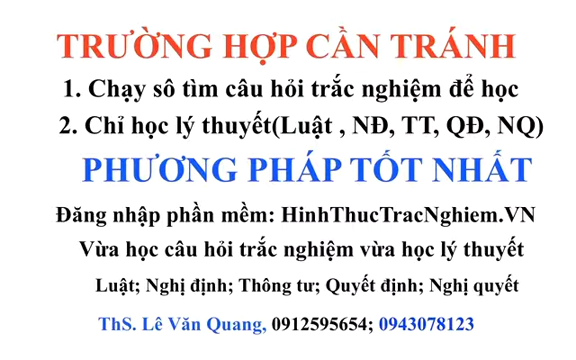 TRƯỜNG HỢP CẦN TRÁNH
1. Chạy sô tìm câu hỏi trắc nghiệm để học
2. Chỉ học lý thuyết(Luật , NĐ, TT, QĐ, NQ)
PHƯƠNG PHÁP TỐT NHẤT
Đăng nhập phần mềm: HinhThucTracNghiem.VN
Vừa học câu hỏi trắc nghiệm vừa học lý thuyết
Luật; Nghị định; Thông tư; Quyết định; Nghị quyết
ThS. Lê Văn Quang, 0912595654; 0943078123